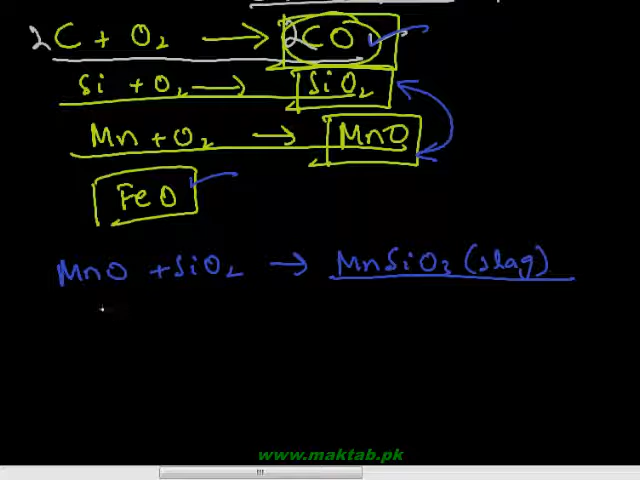 2C + O₂ → 2CO
Si + O₂ → SiO₂
Mn + O₂ → MnO
FeO
MnO + SiO₂ → MnSiO₃ (slag)
www.maktab.pk